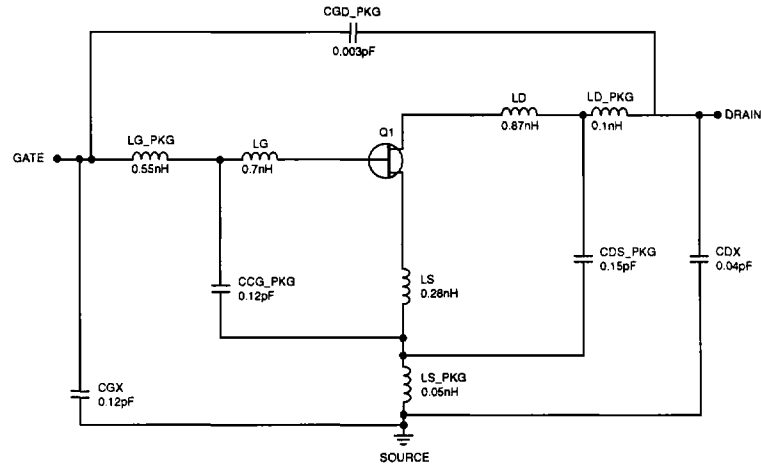 CGD_PKG
0.003pF
LD
0.87nH
LD_PKG
0.1nH
DRAIN
Q1
GATE
LG_PKG
0.55nH
LG
0.7nH
CCG_PKG
0.12pF
LS
0.28nH
CDS_PKG
0.15pF
CDX
0.04pF
LS_PKG
0.05nH
CGX
0.12pF
SOURCE